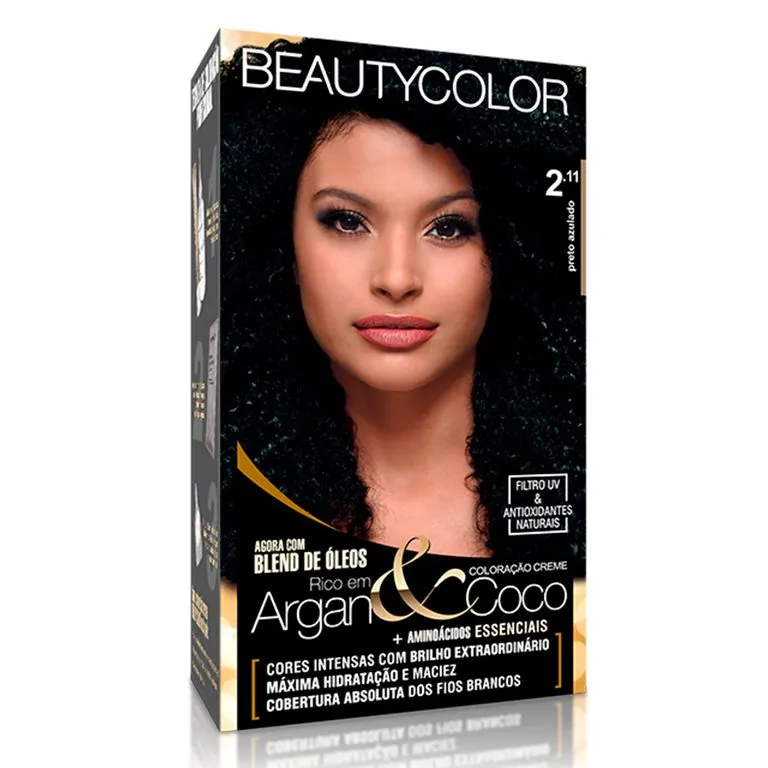 BEAUTYCOLOR
2.11
preto azulado
FILTRO UV
&
ANTIOXIDANTES
NATURAIS
AGORA COM
BLEND DE ÓLEOS
COLORAÇÃO CREME
Rico em
Argan & Coco
+ AMINOÁCIDOS ESSENCIAIS
CORES INTENSAS COM BRILHO EXTRAORDINÁRIO
MÁXIMA HIDRATAÇÃO E MACIEZ
COBERTURA ABSOLUTA DOS FIOS BRANCOS